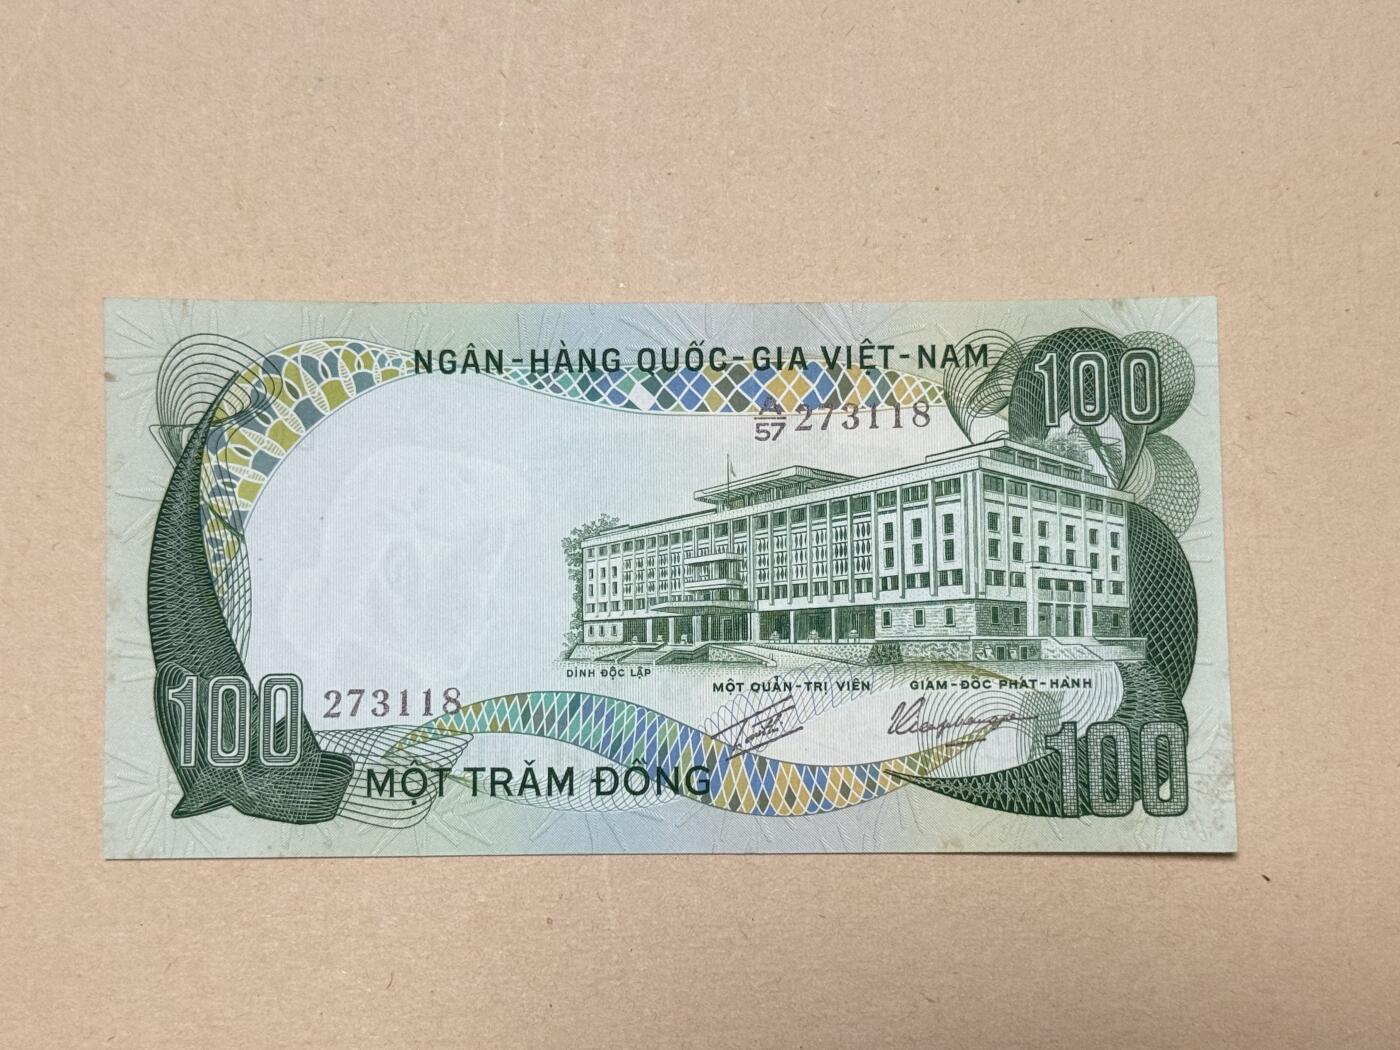 NGÂN-HÀNG QUỐC-GIA VIỆT-NAM
100
A/57 273118
DINH ĐỘC LẬP
MỘT QUẢN-TRỊ VIÊN
GIÁM-ĐỐC PHÁT-HÀNH
100
273118
MỘT TRĂM ĐỒNG
100